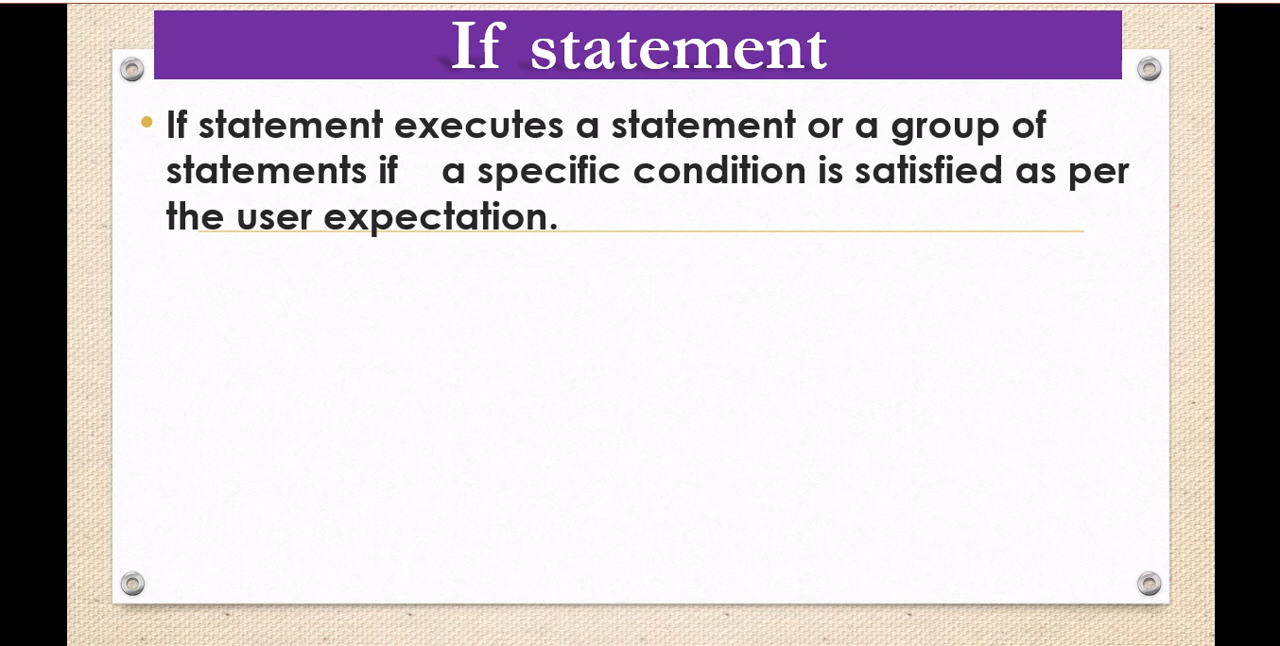 If statement
• If statement executes a statement or a group of
statements if a specific condition is satisfied as per
the user expectation.